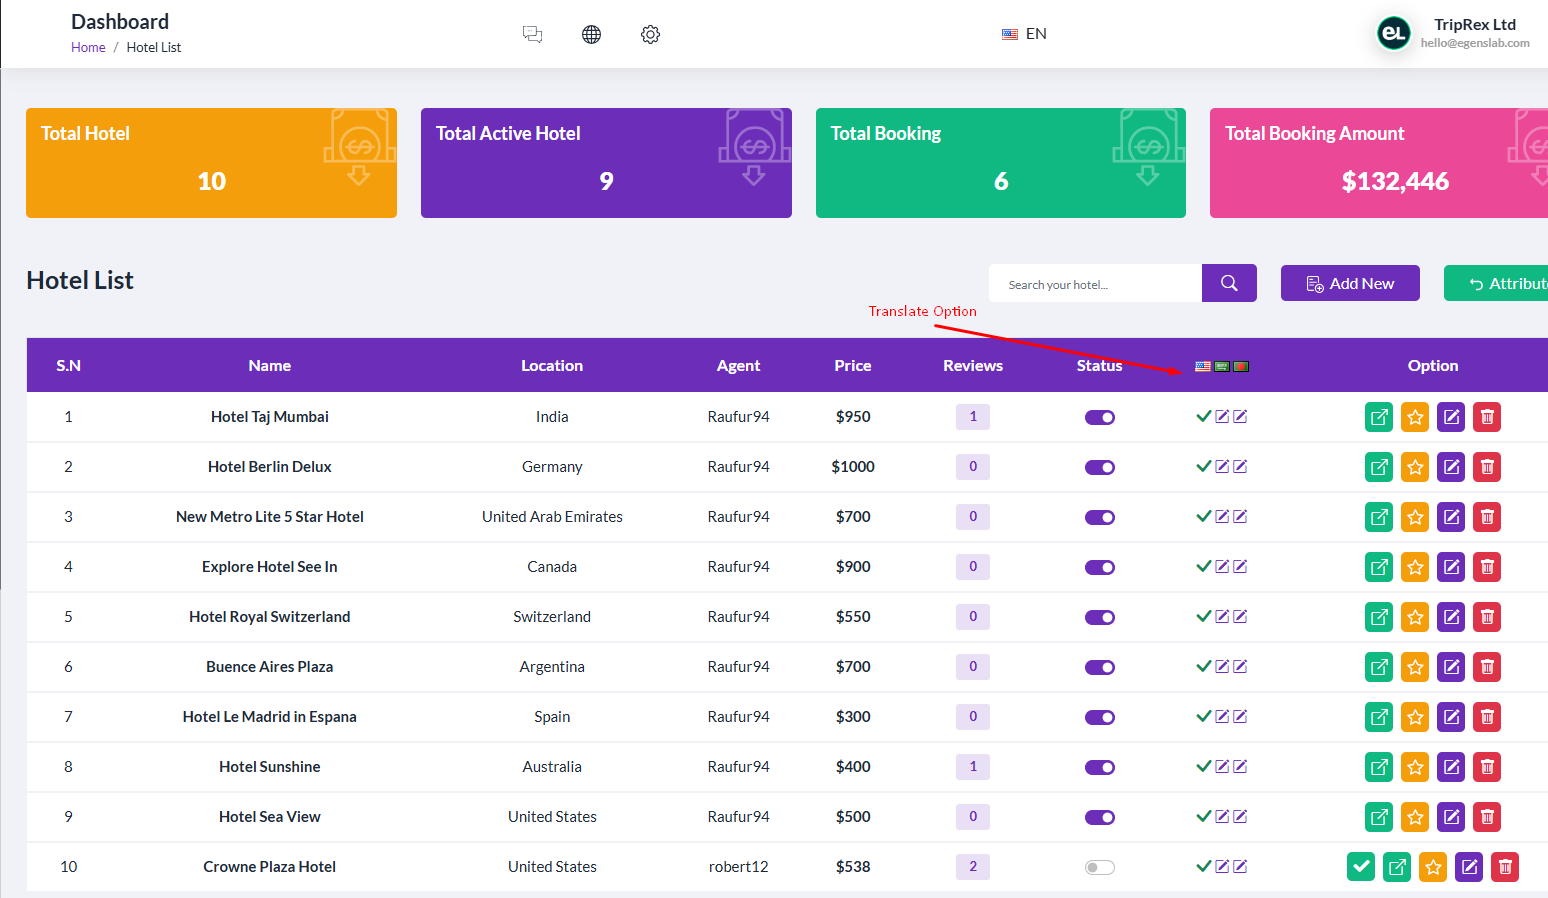 Dashboard
Home / Hotel List
EN
eL
TripRex Ltd
hello@egenslab.com
Total Hotel
10
Total Active Hotel
9
Total Booking
6
Total Booking Amount
$132,446
Hotel List
Search your hotel...
Add New
Attribut
Translate Option
S.N Name Location Agent Price Reviews Status Option
1 Hotel Taj Mumbai India Raufur94 $950 1
2 Hotel Berlin Delux Germany Raufur94 $1000 0
3 New Metro Lite 5 Star Hotel United Arab Emirates Raufur94 $700 0
4 Explore Hotel See In Canada Raufur94 $900 0
5 Hotel Royal Switzerland Switzerland Raufur94 $550 0
6 Buence Aires Plaza Argentina Raufur94 $700 0
7 Hotel Le Madrid in Espana Spain Raufur94 $300 0
8 Hotel Sunshine Australia Raufur94 $400 1
9 Hotel Sea View United States Raufur94 $500 0
10 Crowne Plaza Hotel United States robert12 $538 2